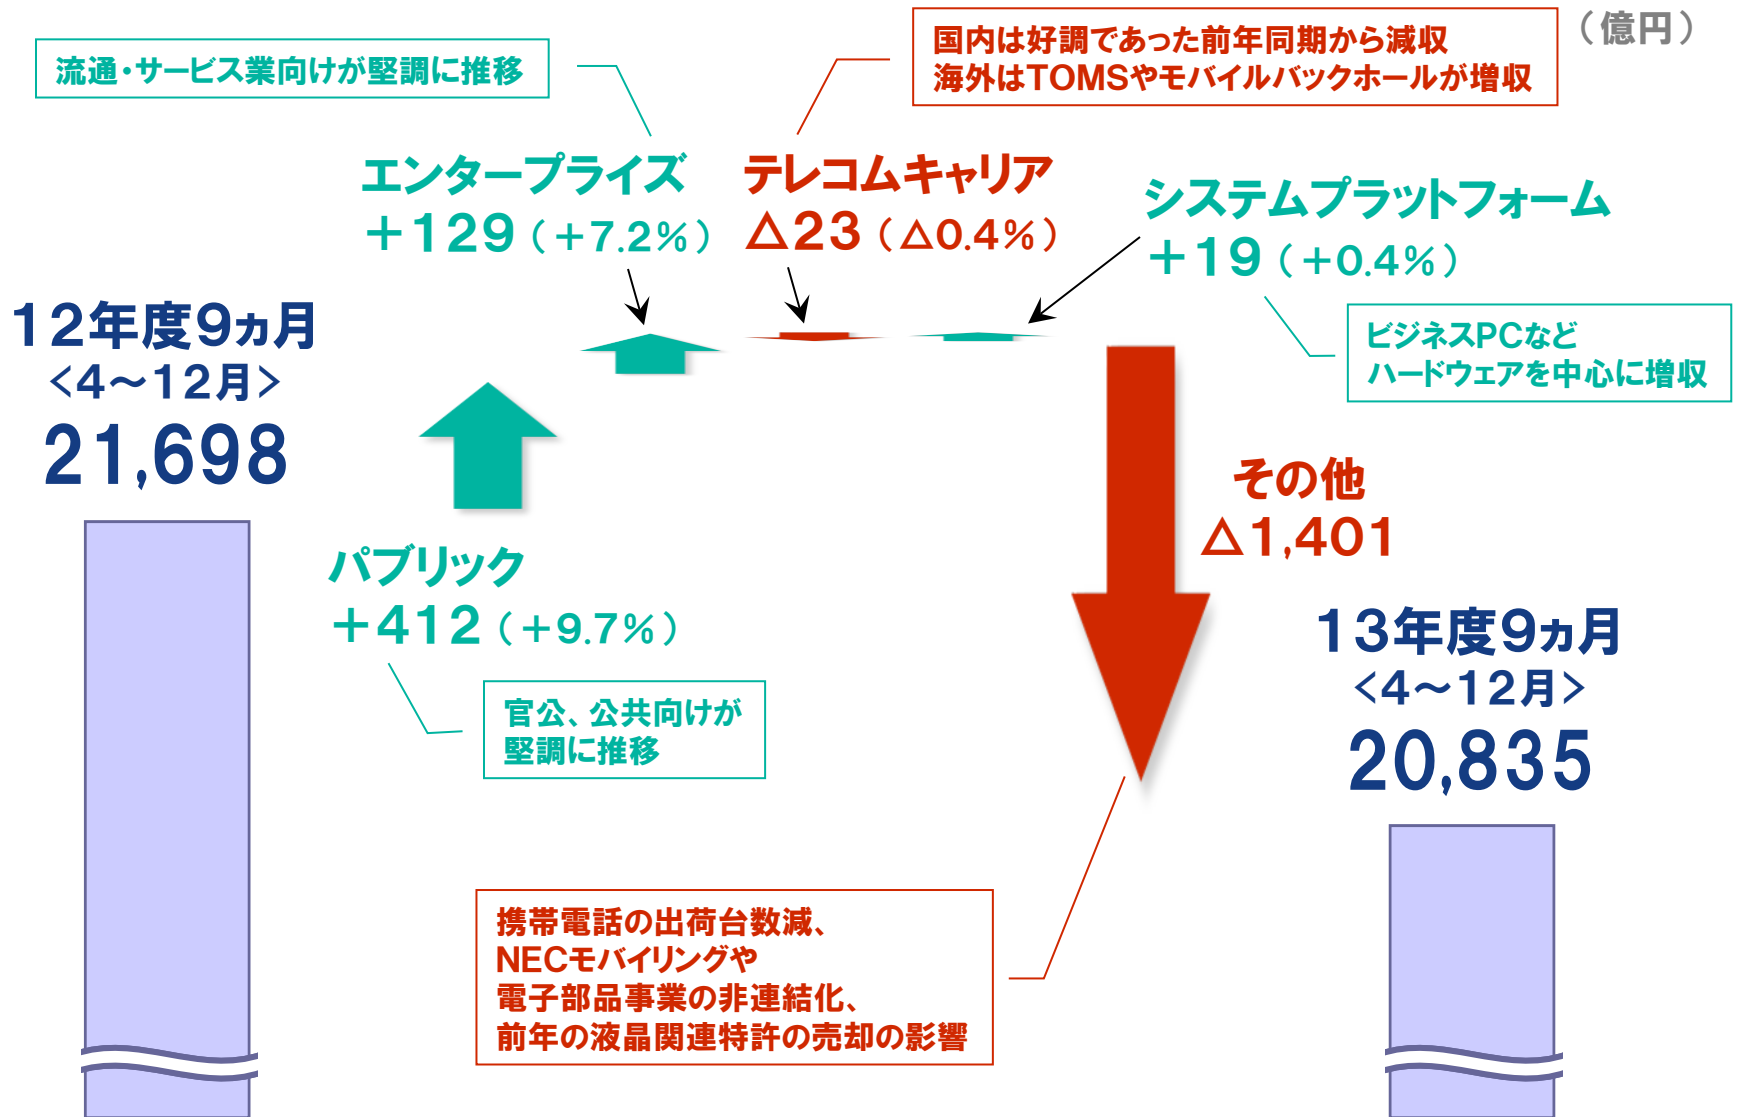 （億円）
流通・サービス業向けが堅調に推移
国内は好調であった前年同期から減収
海外はTOMSやモバイルバックホールが増収
エンタープライズ
＋129（＋7.2％）
テレコムキャリア
△23（△0.4％）
システムプラットフォーム
＋19（＋0.4％）
ビジネスPCなど
ハードウェアを中心に増収
12年度9ヵ月
<4～12月>
21,698
パブリック
＋412（＋9.7％）
官公、公共向けが
堅調に推移
その他
△1,401
携帯電話の出荷台数減、
NECモバイリングや
電子部品事業の非連結化、
前年の液晶関連特許の売却の影響
13年度9ヵ月
<4～12月>
20,835